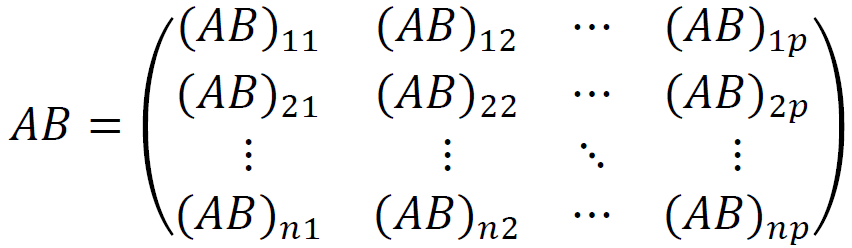 (AB)₁₁ (AB)₁₂ ⋯ (AB)₁ₚ
AB = (AB)₂₁ (AB)₂₂ ⋯ (AB)₂ₚ
⋮ ⋮ ⋱ ⋮
(AB)ₙ₁ (AB)ₙ₂ ⋯ (AB)ₙₚ